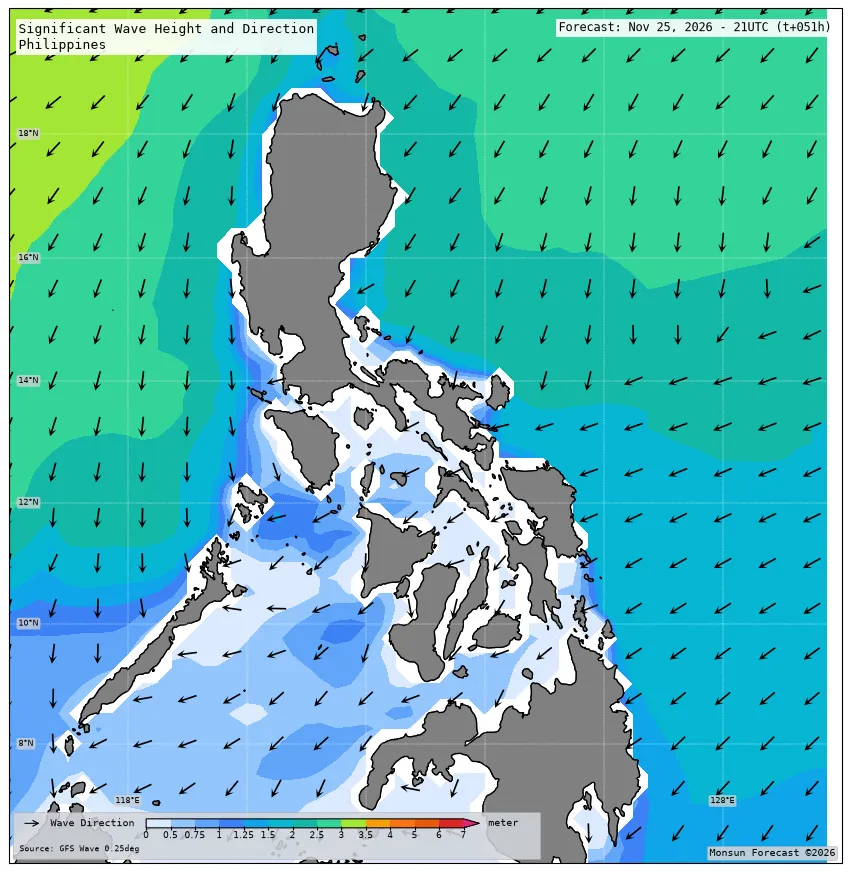 Significant Wave Height and Direction
Philippines
Forecast: Nov 25, 2026 - 21UTC (t+051h)
18°N
16°N
14°N
12°N
10°N
8°N
118°E
128°E
Wave Direction
0 0.5 0.75 1 1.25 1.5 2 2.5 3 3.5 4 5 6 7
meter
Source: GFS Wave 0.25deg
Monsun Forecast ©2026